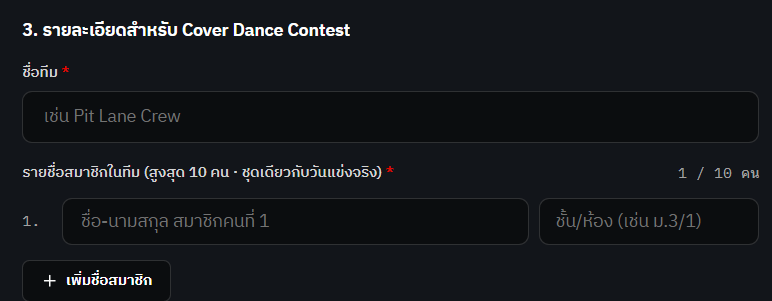 3. รายละเอียดสำหรับ Cover Dance Contest
ชื่อทีม *
เช่น Pit Lane Crew
รายชื่อสมาชิกในทีม (สูงสุด 10 คน · ชุดเดียวกับวันแข่งจริง) * 1 / 10 คน
1. ชื่อ-นามสกุล สมาชิกคนที่ 1 ชั้น/ห้อง (เช่น ม.3/1)
+ เพิ่มชื่อสมาชิก